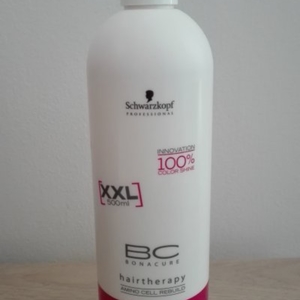 Schwarzkopf
PROFESSIONAL
INNOVATION
100%
COLOR SHINE
[XXL]
500ml
BC
BONACURE
hairtherapy
AMINO CELL REBUILD